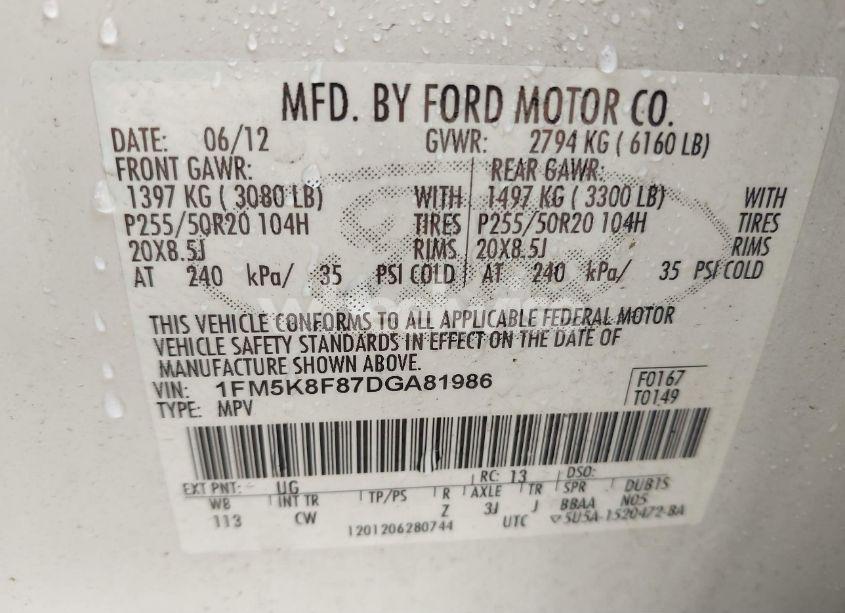 MFD. BY FORD MOTOR CO.
DATE: 06/12 GVWR: 2794 KG ( 6160 LB)
FRONT GAWR: REAR GAWR:
1397 KG ( 3080 LB) WITH 1497 KG ( 3300 LB) WITH
P255/50R20 104H TIRES P255/50R20 104H TIRES
20X8.5J RIMS 20X8.5J RIMS
AT 240 kPa/ 35 PSI COLD AT 240 kPa/ 35 PSI COLD
THIS VEHICLE CONFORMS TO ALL APPLICABLE FEDERAL MOTOR
VEHICLE SAFETY STANDARDS IN EFFECT ON THE DATE OF
MANUFACTURE SHOWN ABOVE.
VIN: 1FM5K8F87DGA81986 F0167
TYPE: MPV T0149
EXT PNT: UG RC: 13 DSO:
WB INT TR TP/PS R AXLE TR SPR DUB1S
113 CW Z 3J J BBAA NOS
1201206280744 UTC 5U5A-1520472-BA